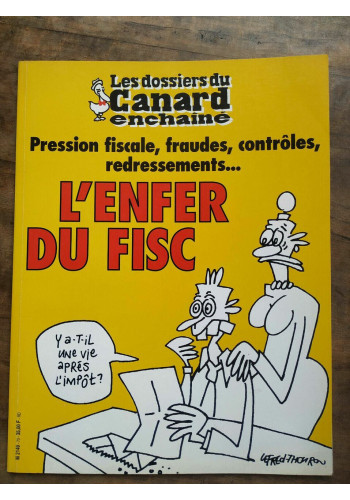 Les dossiers du
Canard
enchaîné
Pression fiscale, fraudes, contrôles,
redressements...
L'ENFER
DU FISC
Y a-t-il
une vie
après
l'impôt?
LEFRED-THOURON